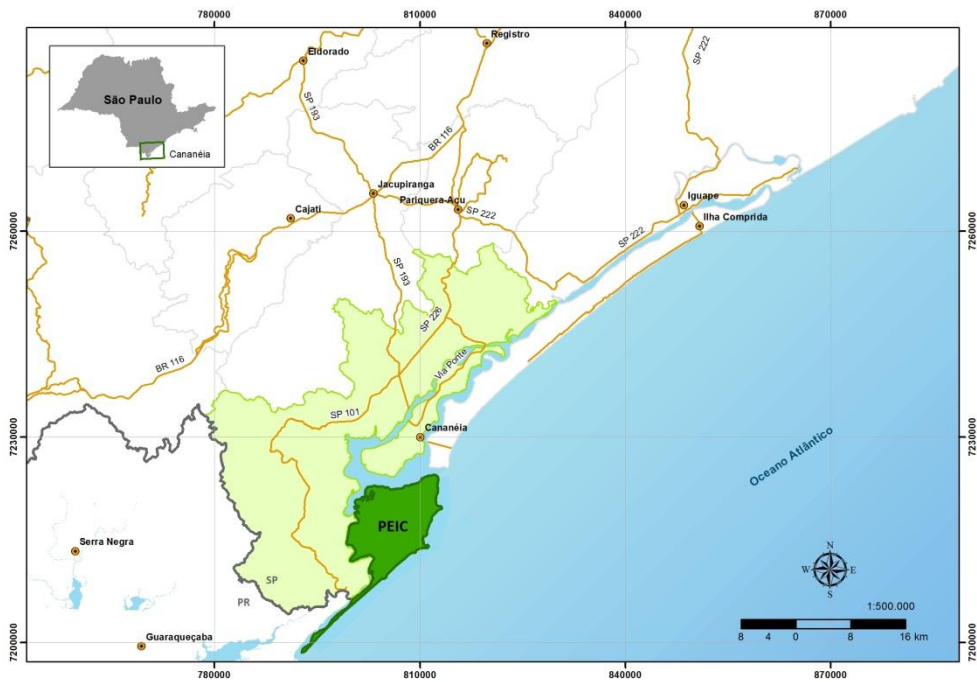 780000
810000
840000
870000
Registro
Eldorado
SP 222
São Paulo
Cananéia
SP 193
BR 116
Jacupiranga
Pariquera-Açu
Cajati
SP 222
Iguape
Ilha Comprida
7260000
7260000
SP 222
SP 193
SP 226
Via Ponte
BR 116
SP 101
Cananéia
7230000
7230000
Oceano Atlântico
PEIC
Serra Negra
SP
PR
N
W
E
S
1:500.000
8 4 0 8 16 km
Guaraqueçaba
7200000
7200000
780000
810000
840000
870000